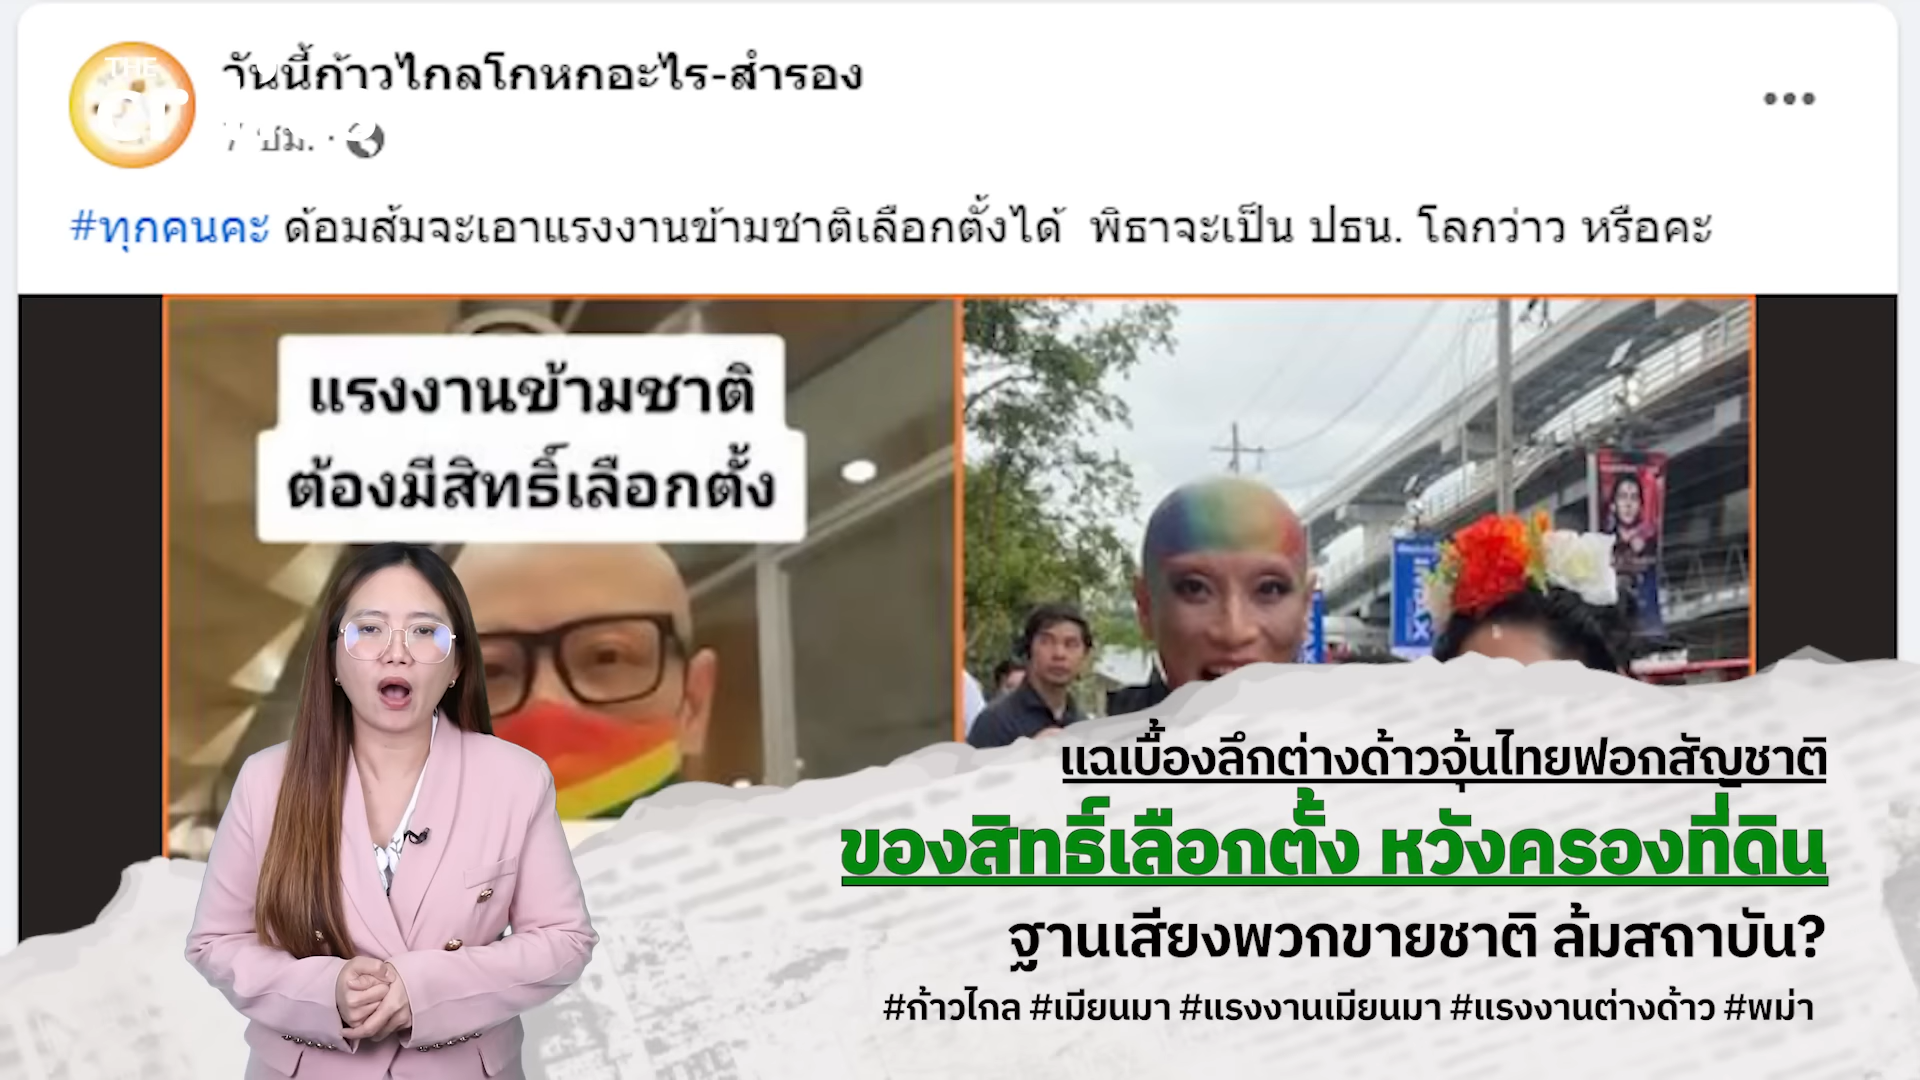 THE
วันนี้ก้าวไกลโกหกอะไร-สำรอง
7 ชม.
#ทุกคนคะ ด้อมส้มจะเอาแรงงานข้ามชาติเลือกตั้งได้ พิธาจะเป็น ปธน. โลกว่าว หรือคะ
แรงงานข้ามชาติ
ต้องมีสิทธิ์เลือกตั้ง
แฉเบื้องลึกต่างด้าวจุ้นไทยฟอกสัญชาติ
ของสิทธิ์เลือกตั้ง หวังครองที่ดิน
ฐานเสียงพวกขายชาติ ล้มสถาบัน?
#ก้าวไกล #เมียนมา #แรงงานเมียนมา #แรงงานต่างด้าว #พม่า